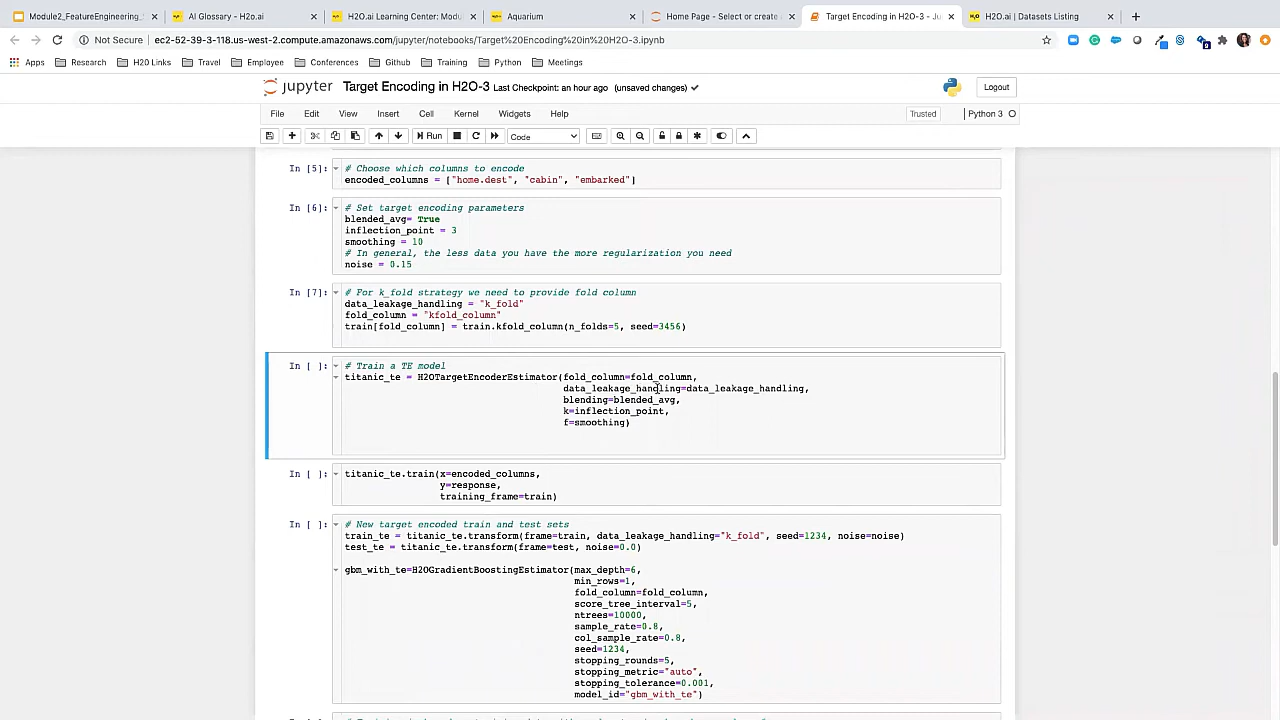 Module2_FeatureEngineering_
AI Glossary - H2o.ai
H2O.ai Learning Center: Modul
Aquarium
Home Page - Select or create
Target Encoding in H2O-3 - Ju
H2O.ai | Datasets Listing
Not Secure | ec2-52-39-3-118.us-west-2.compute.amazonaws.com/jupyter/notebooks/Target%20Encoding%20in%20H2O-3.ipynb
Apps Research H2O Links Travel Employee Conferences Github Training Python Meetings
jupyter Target Encoding in H2O-3 Last Checkpoint: an hour ago (unsaved changes) Logout
File Edit View Insert Cell Kernel Widgets Help Trusted | Python 3
Run Code
In [5]: # Choose which columns to encode
encoded_columns = ["home.dest", "cabin", "embarked"]
In [6]: # Set target encoding parameters
blended_avg= True
inflection_point = 3
smoothing = 10
# In general, the less data you have the more regularization you need
noise = 0.15
In [7]: # For k_fold strategy we need to provide fold column
data_leakage_handling = "k_fold"
fold_column = "kfold_column"
train[fold_column] = train.kfold_column(n_folds=5, seed=3456)
In [ ]: # Train a TE model
titanic_te = H2OTargetEncoderEstimator(fold_column=fold_column,
data_leakage_handling=data_leakage_handling,
blending=blended_avg,
k=inflection_point,
f=smoothing)
In [ ]: titanic_te.train(x=encoded_columns,
y=response,
training_frame=train)
In [ ]: # New target encoded train and test sets
train_te = titanic_te.transform(frame=train, data_leakage_handling="k_fold", seed=1234, noise=noise)
test_te = titanic_te.transform(frame=test, noise=0.0)
gbm_with_te=H2OGradientBoostingEstimator(max_depth=6,
min_rows=1,
fold_column=fold_column,
score_tree_interval=5,
ntrees=10000,
sample_rate=0.8,
col_sample_rate=0.8,
seed=1234,
stopping_rounds=5,
stopping_metric="auto",
stopping_tolerance=0.001,
model_id="gbm_with_te")